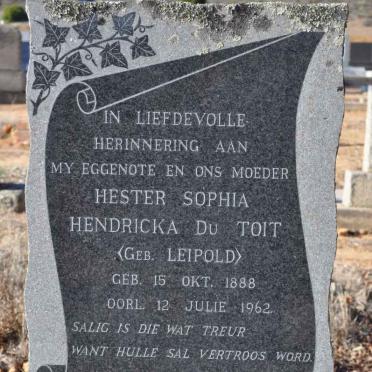 IN LIEFDEVOLLE
HERINNERING AAN
MY EGGENOTE EN ONS MOEDER
HESTER SOPHIA
HENDRICKA DU TOIT
(GEB. LEIPOLD)
GEB. 15 OKT. 1888
OORL. 12 JULIE 1962.
SALIG IS DIE WAT TREUR
WANT HULLE SAL VERTROOS WORD.